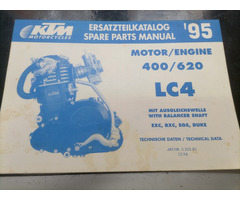 KTM
MOTORCYCLES
ERSATZTEILKATALOG
SPARE PARTS MANUAL
'95
MOTOR/ENGINE
400/620
LC4
MIT AUSGLEICHSWELLE
WITH BALANCER SHAFT
EXC, RXC, EGS, DUKE
TECHNISCHE DATEN / TECHNICAL DATA